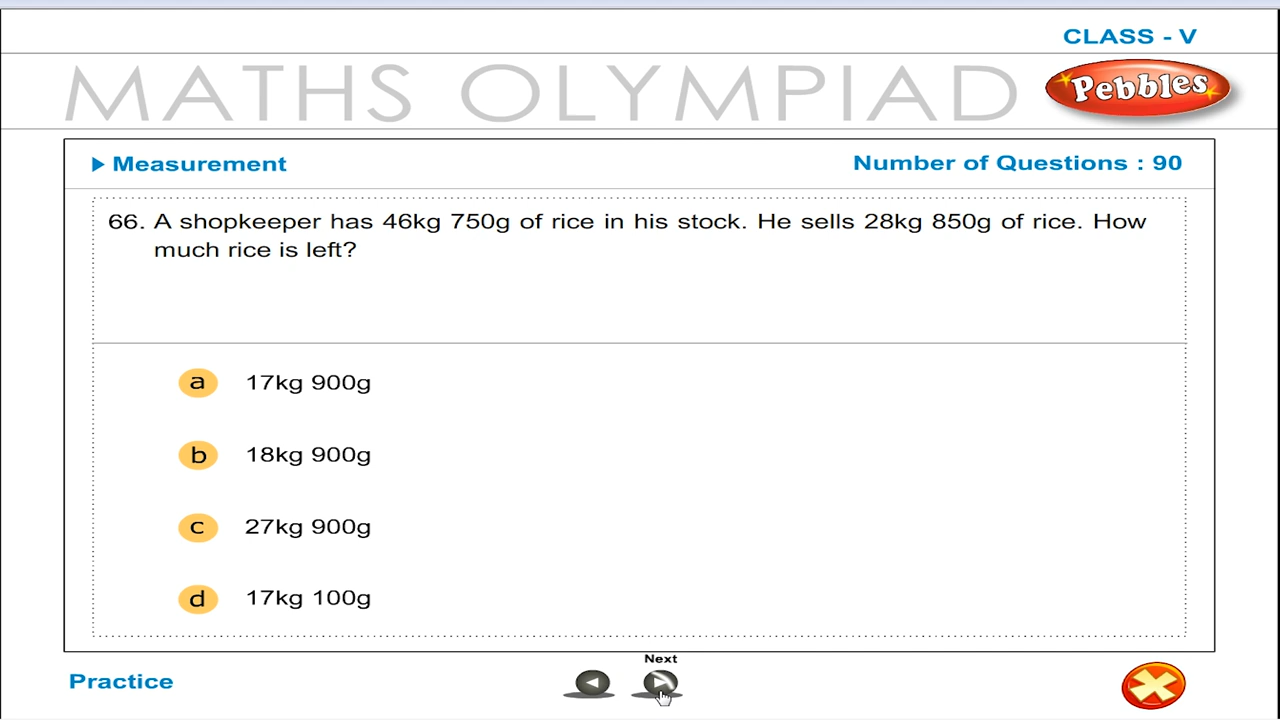 CLASS - V
MATHS OLYMPIAD
Pebbles
Measurement
Number of Questions : 90
66. A shopkeeper has 46kg 750g of rice in his stock. He sells 28kg 850g of rice. How
much rice is left?
a 17kg 900g
b 18kg 900g
c 27kg 900g
d 17kg 100g
Next
Practice